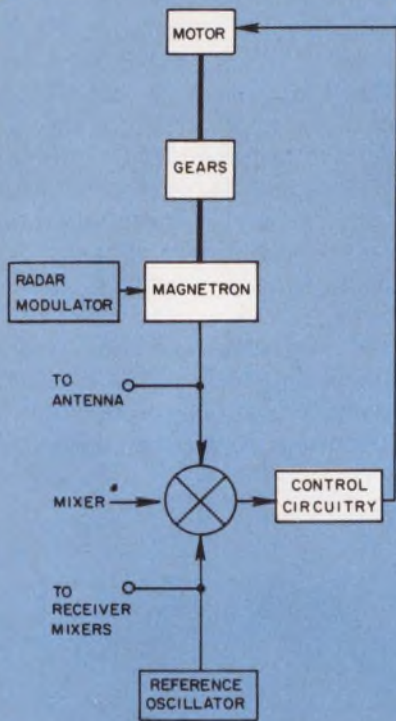 MOTOR
GEARS
RADAR
MODULATOR
MAGNETRON
TO
ANTENNA
MIXER
CONTROL
CIRCUITRY
TO
RECEIVER
MIXERS
REFERENCE
OSCILLATOR